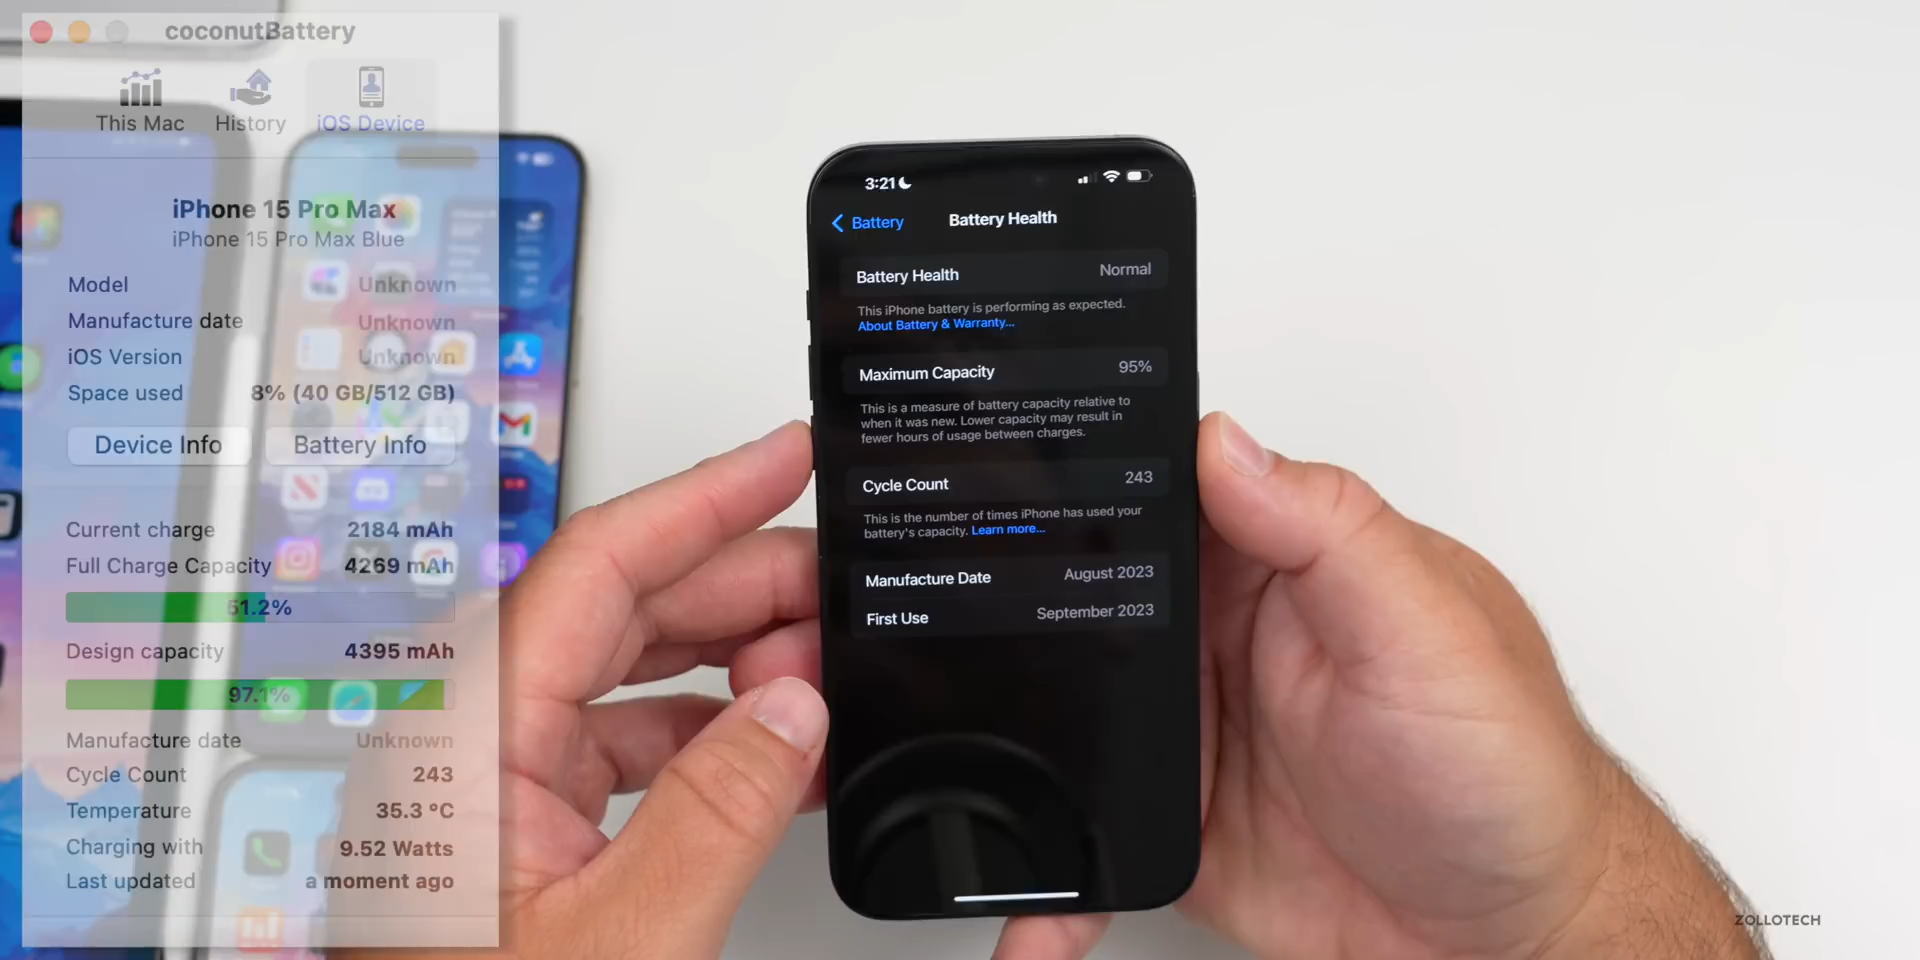 coconutBattery
This Mac
History
iOS Device
iPhone 15 Pro Max
iPhone 15 Pro Max Blue
Model Unknown
Manufacture date Unknown
iOS Version Unknown
Space used 8% (40 GB/512 GB)
Device Info Battery Info
Current charge 2184 mAh
Full Charge Capacity 4269 mAh
51.2%
Design capacity 4395 mAh
97.1%
Manufacture date Unknown
Cycle Count 243
Temperature 35.3 °C
Charging with 9.52 Watts
Last updated a moment ago
3:21
Battery Battery Health
Battery Health Normal
This iPhone battery is performing as expected.
About Battery & Warranty...
Maximum Capacity 95%
This is a measure of battery capacity relative to
when it was new. Lower capacity may result in
fewer hours of usage between charges.
Cycle Count 243
This is the number of times iPhone has used your
battery's capacity. Learn more...
Manufacture Date August 2023
First Use September 2023
ZOLLOTECH